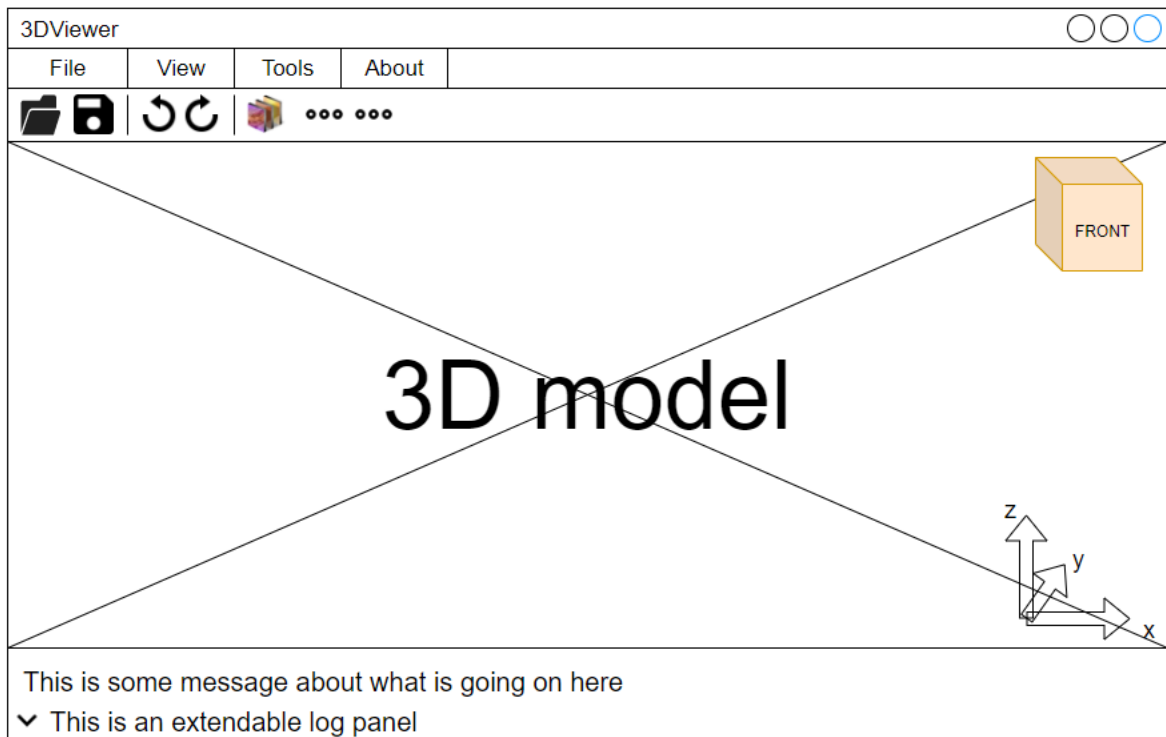 3DViewer
File View Tools About
FRONT
3D model
z
y
x
This is some message about what is going on here
This is an extendable log panel